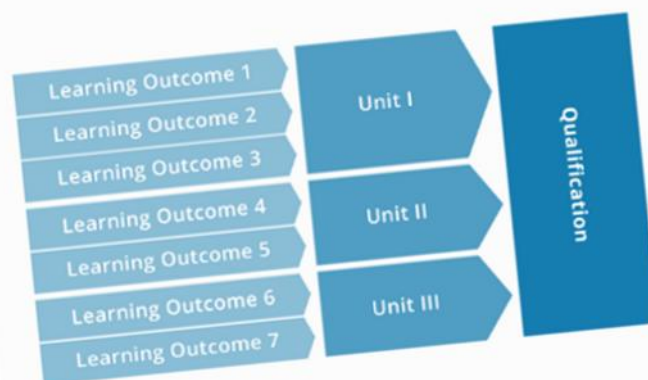 Learning Outcome 1
Learning Outcome 2
Learning Outcome 3
Learning Outcome 4
Learning Outcome 5
Learning Outcome 6
Learning Outcome 7
Unit I
Unit II
Unit III
Qualification